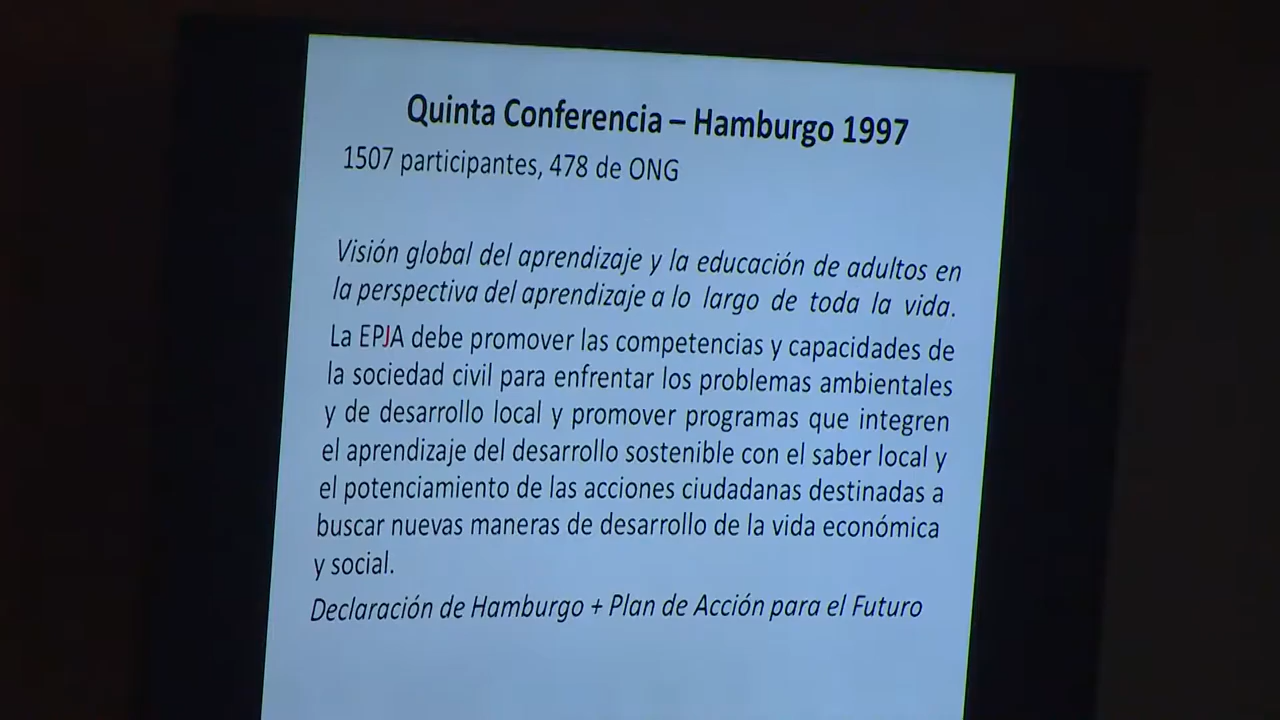 Quinta Conferencia – Hamburgo 1997
1507 participantes, 478 de ONG
Visión global del aprendizaje y la educación de adultos en
la perspectiva del aprendizaje a lo largo de toda la vida.
La EPJA debe promover las competencias y capacidades de
la sociedad civil para enfrentar los problemas ambientales
y de desarrollo local y promover programas que integren
el aprendizaje del desarrollo sostenible con el saber local y
el potenciamiento de las acciones ciudadanas destinadas a
buscar nuevas maneras de desarrollo de la vida económica
y social.
Declaración de Hamburgo + Plan de Acción para el Futuro